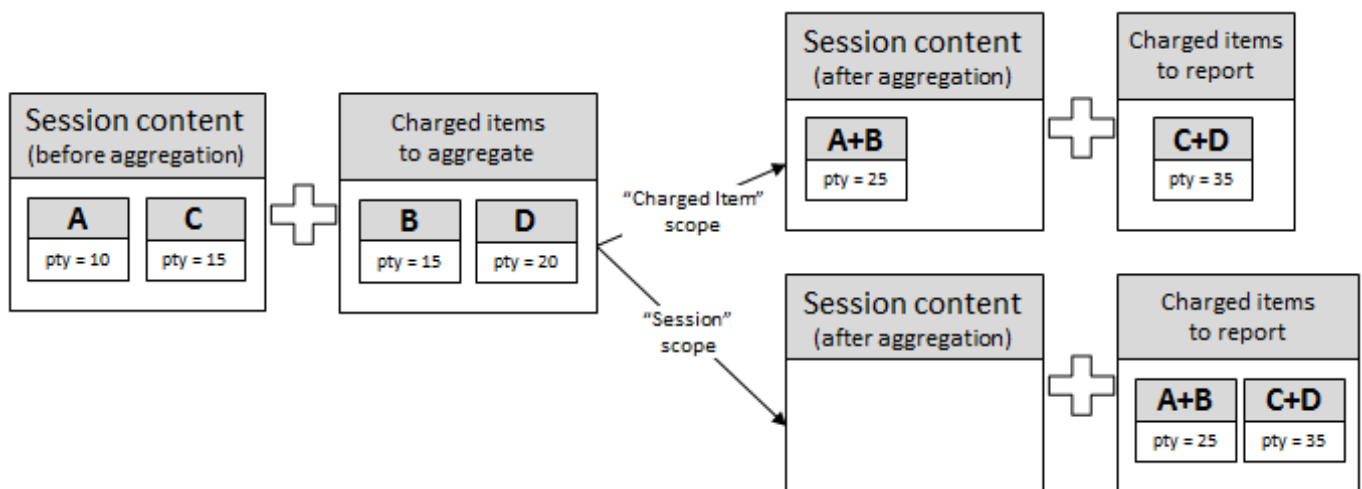 Session content
(before aggregation)
A
pty = 10
C
pty = 15
Charged items
to aggregate
B
pty = 15
D
pty = 20
“Charged Item”
scope
“Session”
scope
Session content
(after aggregation)
A+B
pty = 25
Charged items
to report
C+D
pty = 35
Session content
(after aggregation)
Charged items
to report
A+B
pty = 25
C+D
pty = 35